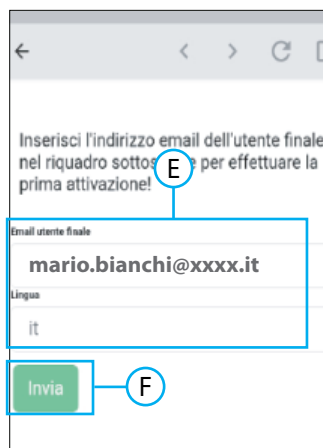 Inserisci l'indirizzo email dell'utente finale
nel riquadro sottos e per effettuare la
prima attivazione!
E
Email utente finale
mario.bianchi@xxxx.it
Lingua
it
Invia
F